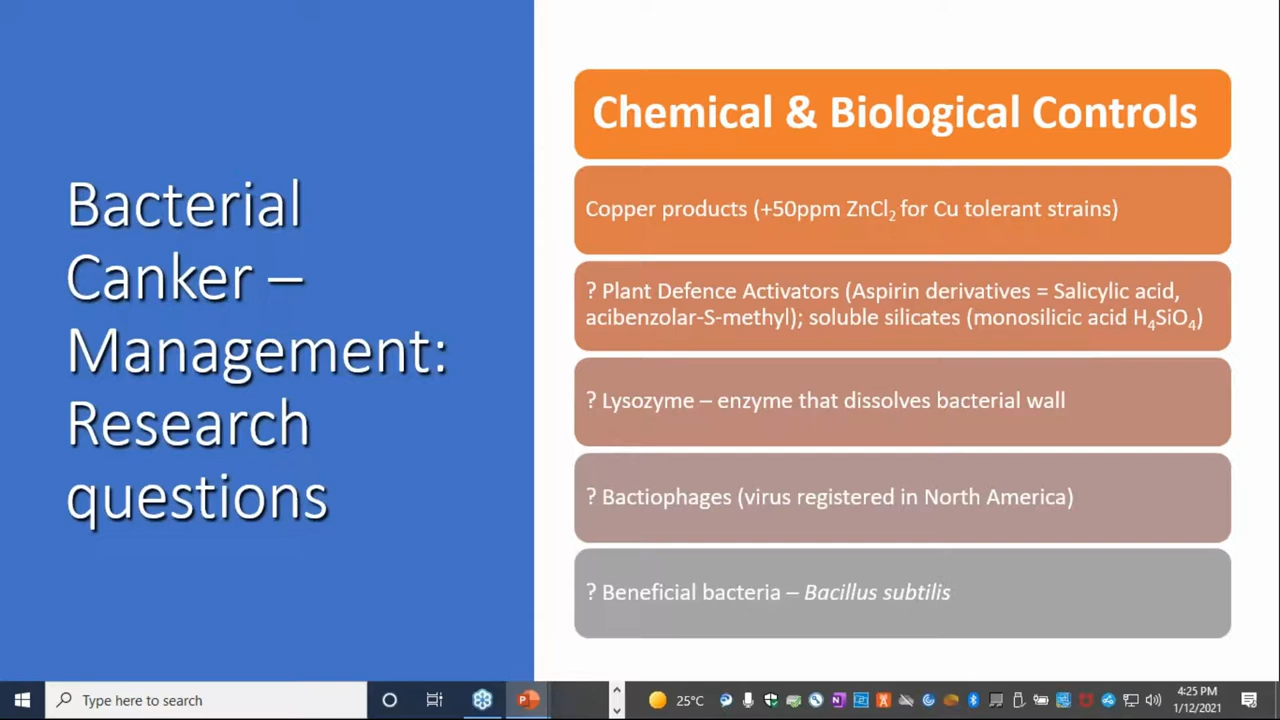 Bacterial
Canker –
Management:
Research
questions
Chemical & Biological Controls
Copper products (+50ppm ZnCl₂ for Cu tolerant strains)
? Plant Defence Activators (Aspirin derivatives = Salicylic acid,
acibenzolar-S-methyl); soluble silicates (monosilicic acid H₄SiO₄)
? Lysozyme – enzyme that dissolves bacterial wall
? Bactiophages (virus registered in North America)
? Beneficial bacteria – Bacillus subtilis
Type here to search
25°C
4:25 PM
1/12/2021